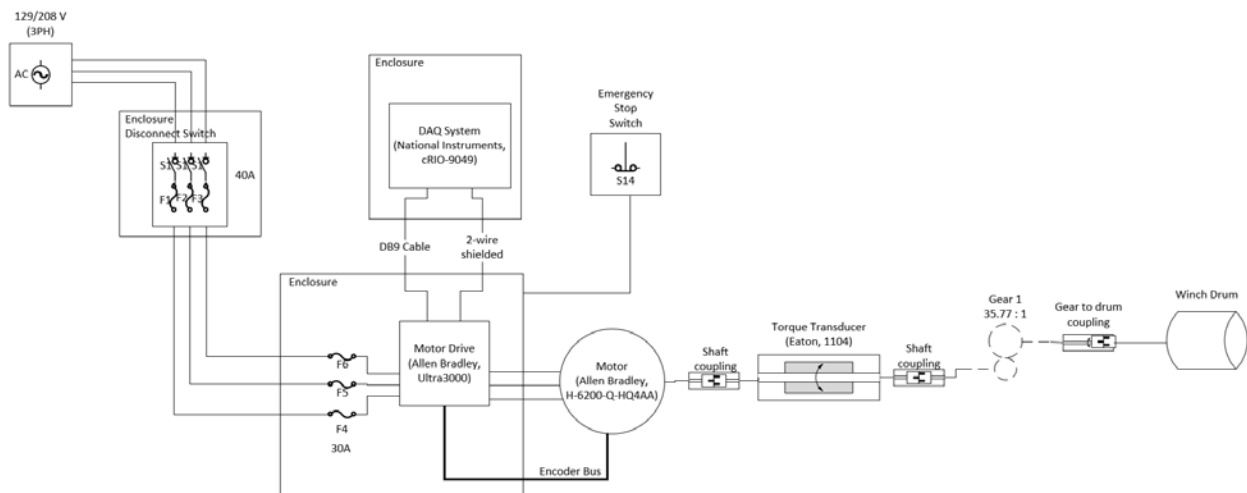 129/208 V
(3PH)
AC
Enclosure
Disconnect Switch
S1
S1
S1
40A
F1
F2
F3
Enclosure
DAQ System
(National Instruments,
cRIO-9049)
DB9 Cable
2-wire
shielded
Emergency
Stop
Switch
S14
Enclosure
F6
F5
F4
30A
Motor Drive
(Allen Bradley,
Ultra3000)
Encoder Bus
Motor
(Allen Bradley,
H-6200-Q-HQ4AA)
Shaft
coupling
Torque Transducer
(Eaton, 1104)
Shaft
coupling
Gear 1
35.77 : 1
Gear to drum
coupling
Winch Drum